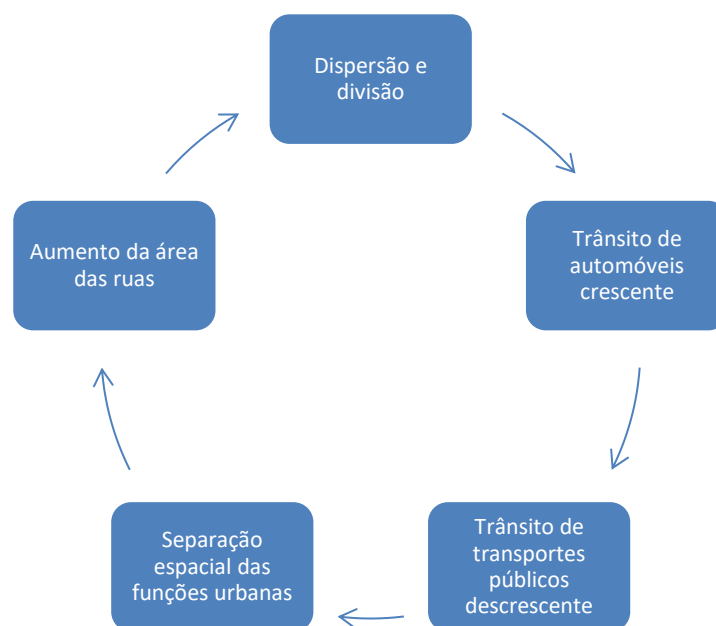 Dispersão e
divisão
Trânsito de
automóveis
crescente
Trânsito de
transportes
públicos
descrescente
Separação
espacial das
funções urbanas
Aumento da área
das ruas